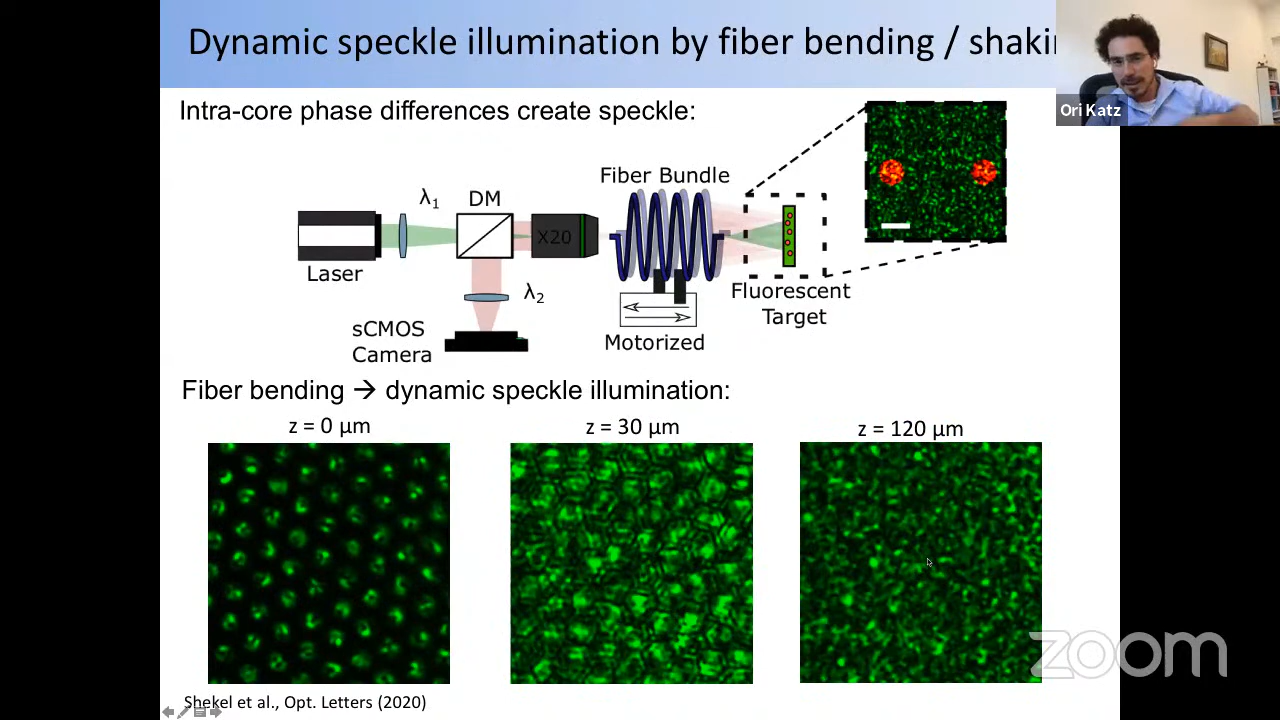 Dynamic speckle illumination by fiber bending / shakin
Ori Katz
Intra-core phase differences create speckle:
Fiber Bundle
λ1
DM
X20
Laser
λ2
Fluorescent
Target
sCMOS
Camera
Motorized
Fiber bending → dynamic speckle illumination:
z = 0 μm
z = 30 μm
z = 120 μm
zoom
Shekel et al., Opt. Letters (2020)